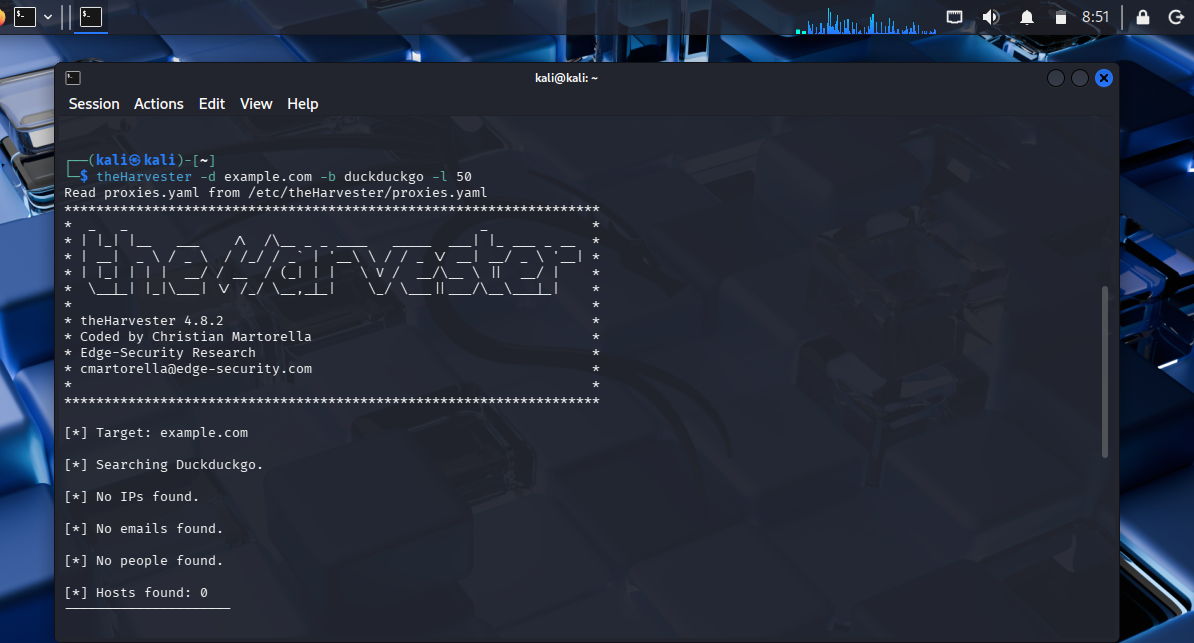 8:51
kali@kali: ~
Session Actions Edit View Help
┌──(kali㉿kali)-[~]
└─$ theHarvester -d example.com -b duckduckgo -l 50
Read proxies.yaml from /etc/theHarvester/proxies.yaml
*******************************************************************
theHarvester
* theHarvester 4.8.2 *
* Coded by Christian Martorella *
* Edge-Security Research *
* cmartorella@edge-security.com *
* *
*******************************************************************
[*] Target: example.com
[*] Searching Duckduckgo.
[*] No IPs found.
[*] No emails found.
[*] No people found.
[*] Hosts found: 0
---------------------